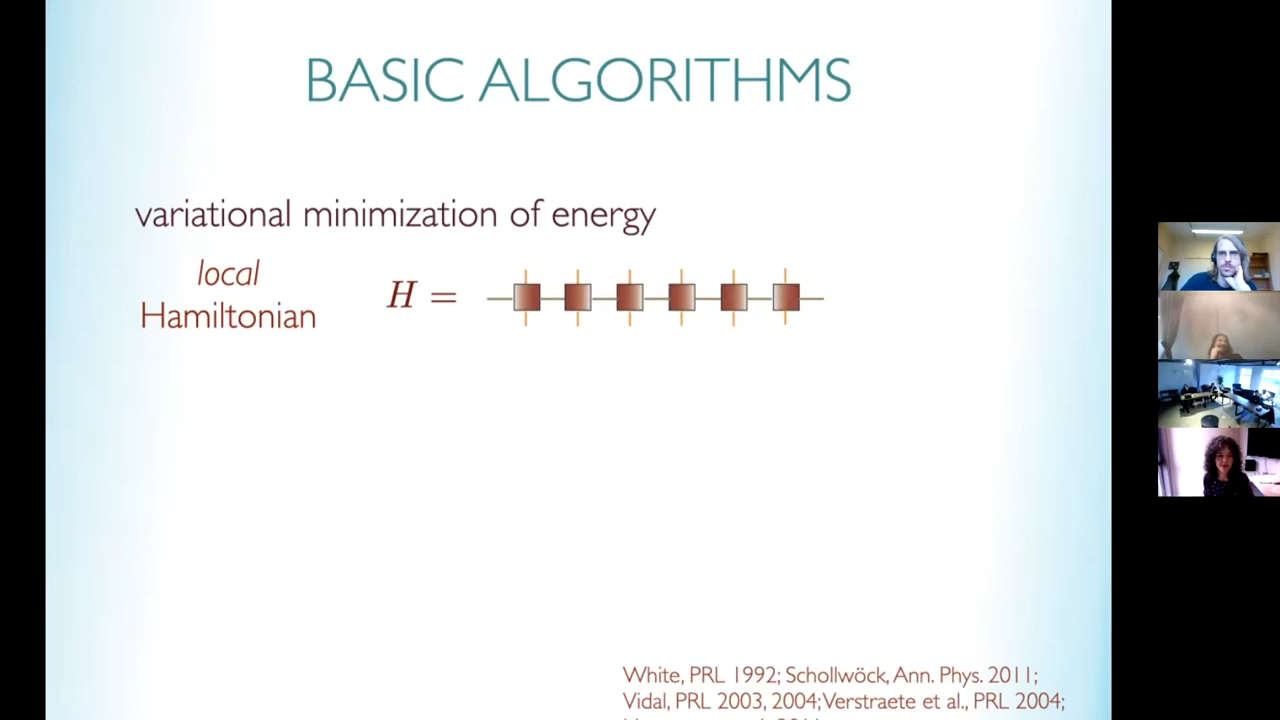 BASIC ALGORITHMS
variational minimization of energy
local
Hamiltonian
H =
White, PRL 1992; Schollwöck, Ann. Phys. 2011;
Vidal, PRL 2003, 2004; Verstraete et al., PRL 2004;